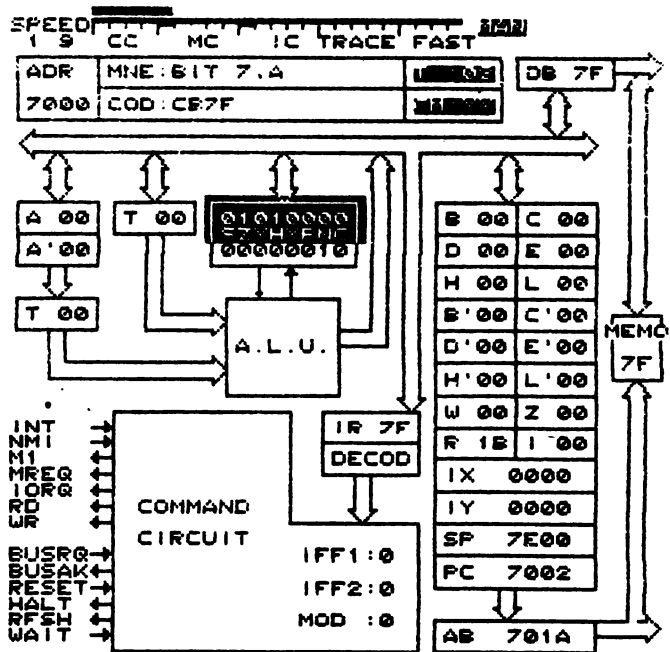 SPEED
1 9 CC MC IC TRACE FAST
ADR MNE:BIT 7,A
DB 7F
7000 COD:CB7F
A 00
A'00
T 00
01010000
00000010
T 00
A.L.U.
B 00 C 00
D 00 E 00
H 00 L 00
B'00 C'00
D'00 E'00
H'00 L'00
W 00 Z 00
R 1B I 00
IX 0000
IY 0000
SP 7E00
PC 7002
AB 701A
MEMO
7F
IR 7F
DECOD
INT
NMI
M1
MREQ
IORQ
RD
WR
BUSRQ
BUSAK
RESET
HALT
RFSH
WAIT
COMMAND
CIRCUIT
IFF1:0
IFF2:0
MOD :0